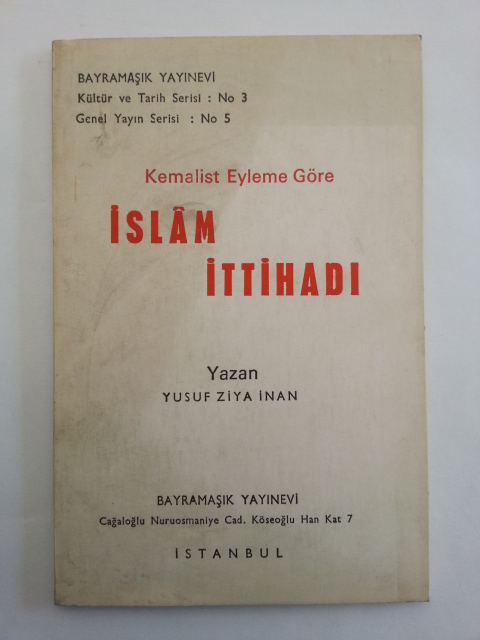 BAYRAMAŞIK YAYINEVİ
Kültür ve Tarih Serisi : No 3
Genel Yayın Serisi : No 5
Kemalist Eyleme Göre
İSLÂM
İTTİHADI
Yazan
YUSUF ZİYA İNAN
BAYRAMAŞIK YAYINEVİ
Cağaloğlu Nuruosmaniye Cad. Köseoğlu Han Kat 7
İSTANBUL